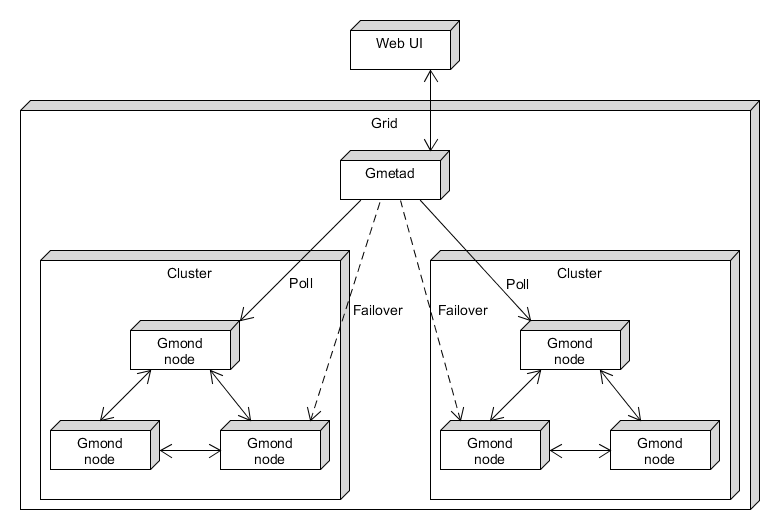 Web UI
Grid
Gmetad
Cluster
Cluster
Poll
Poll
Failover
Failover
Gmond
node
Gmond
node
Gmond
node
Gmond
node
Gmond
node
Gmond
node